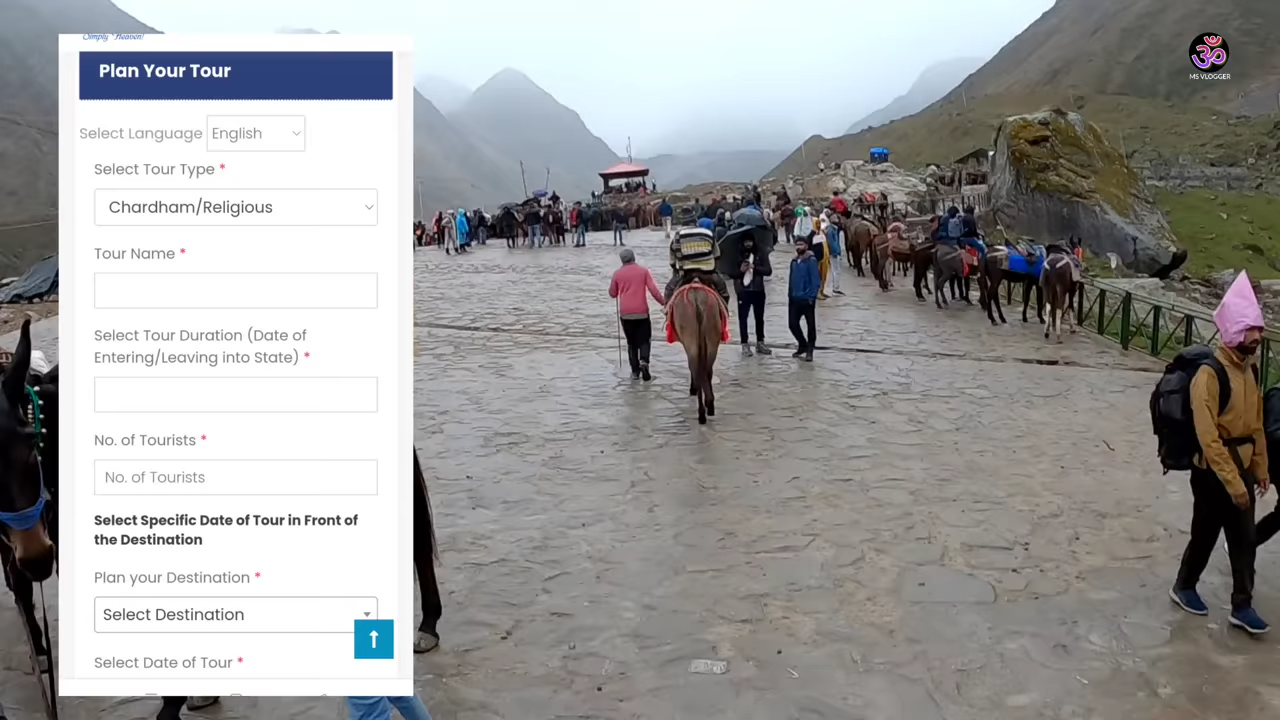 Simply Heaven!
Plan Your Tour
Select Language English
Select Tour Type *
Chardham/Religious
Tour Name *
Select Tour Duration (Date of
Entering/Leaving into State) *
No. of Tourists *
No. of Tourists
Select Specific Date of Tour in Front of
the Destination
Plan your Destination *
Select Destination
Select Date of Tour *
ॐ
MS VLOGGER